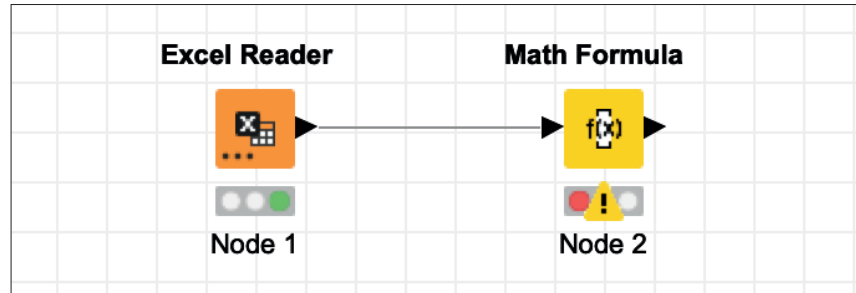 Excel Reader
Math Formula
X
f(x)
!
Node 1
Node 2